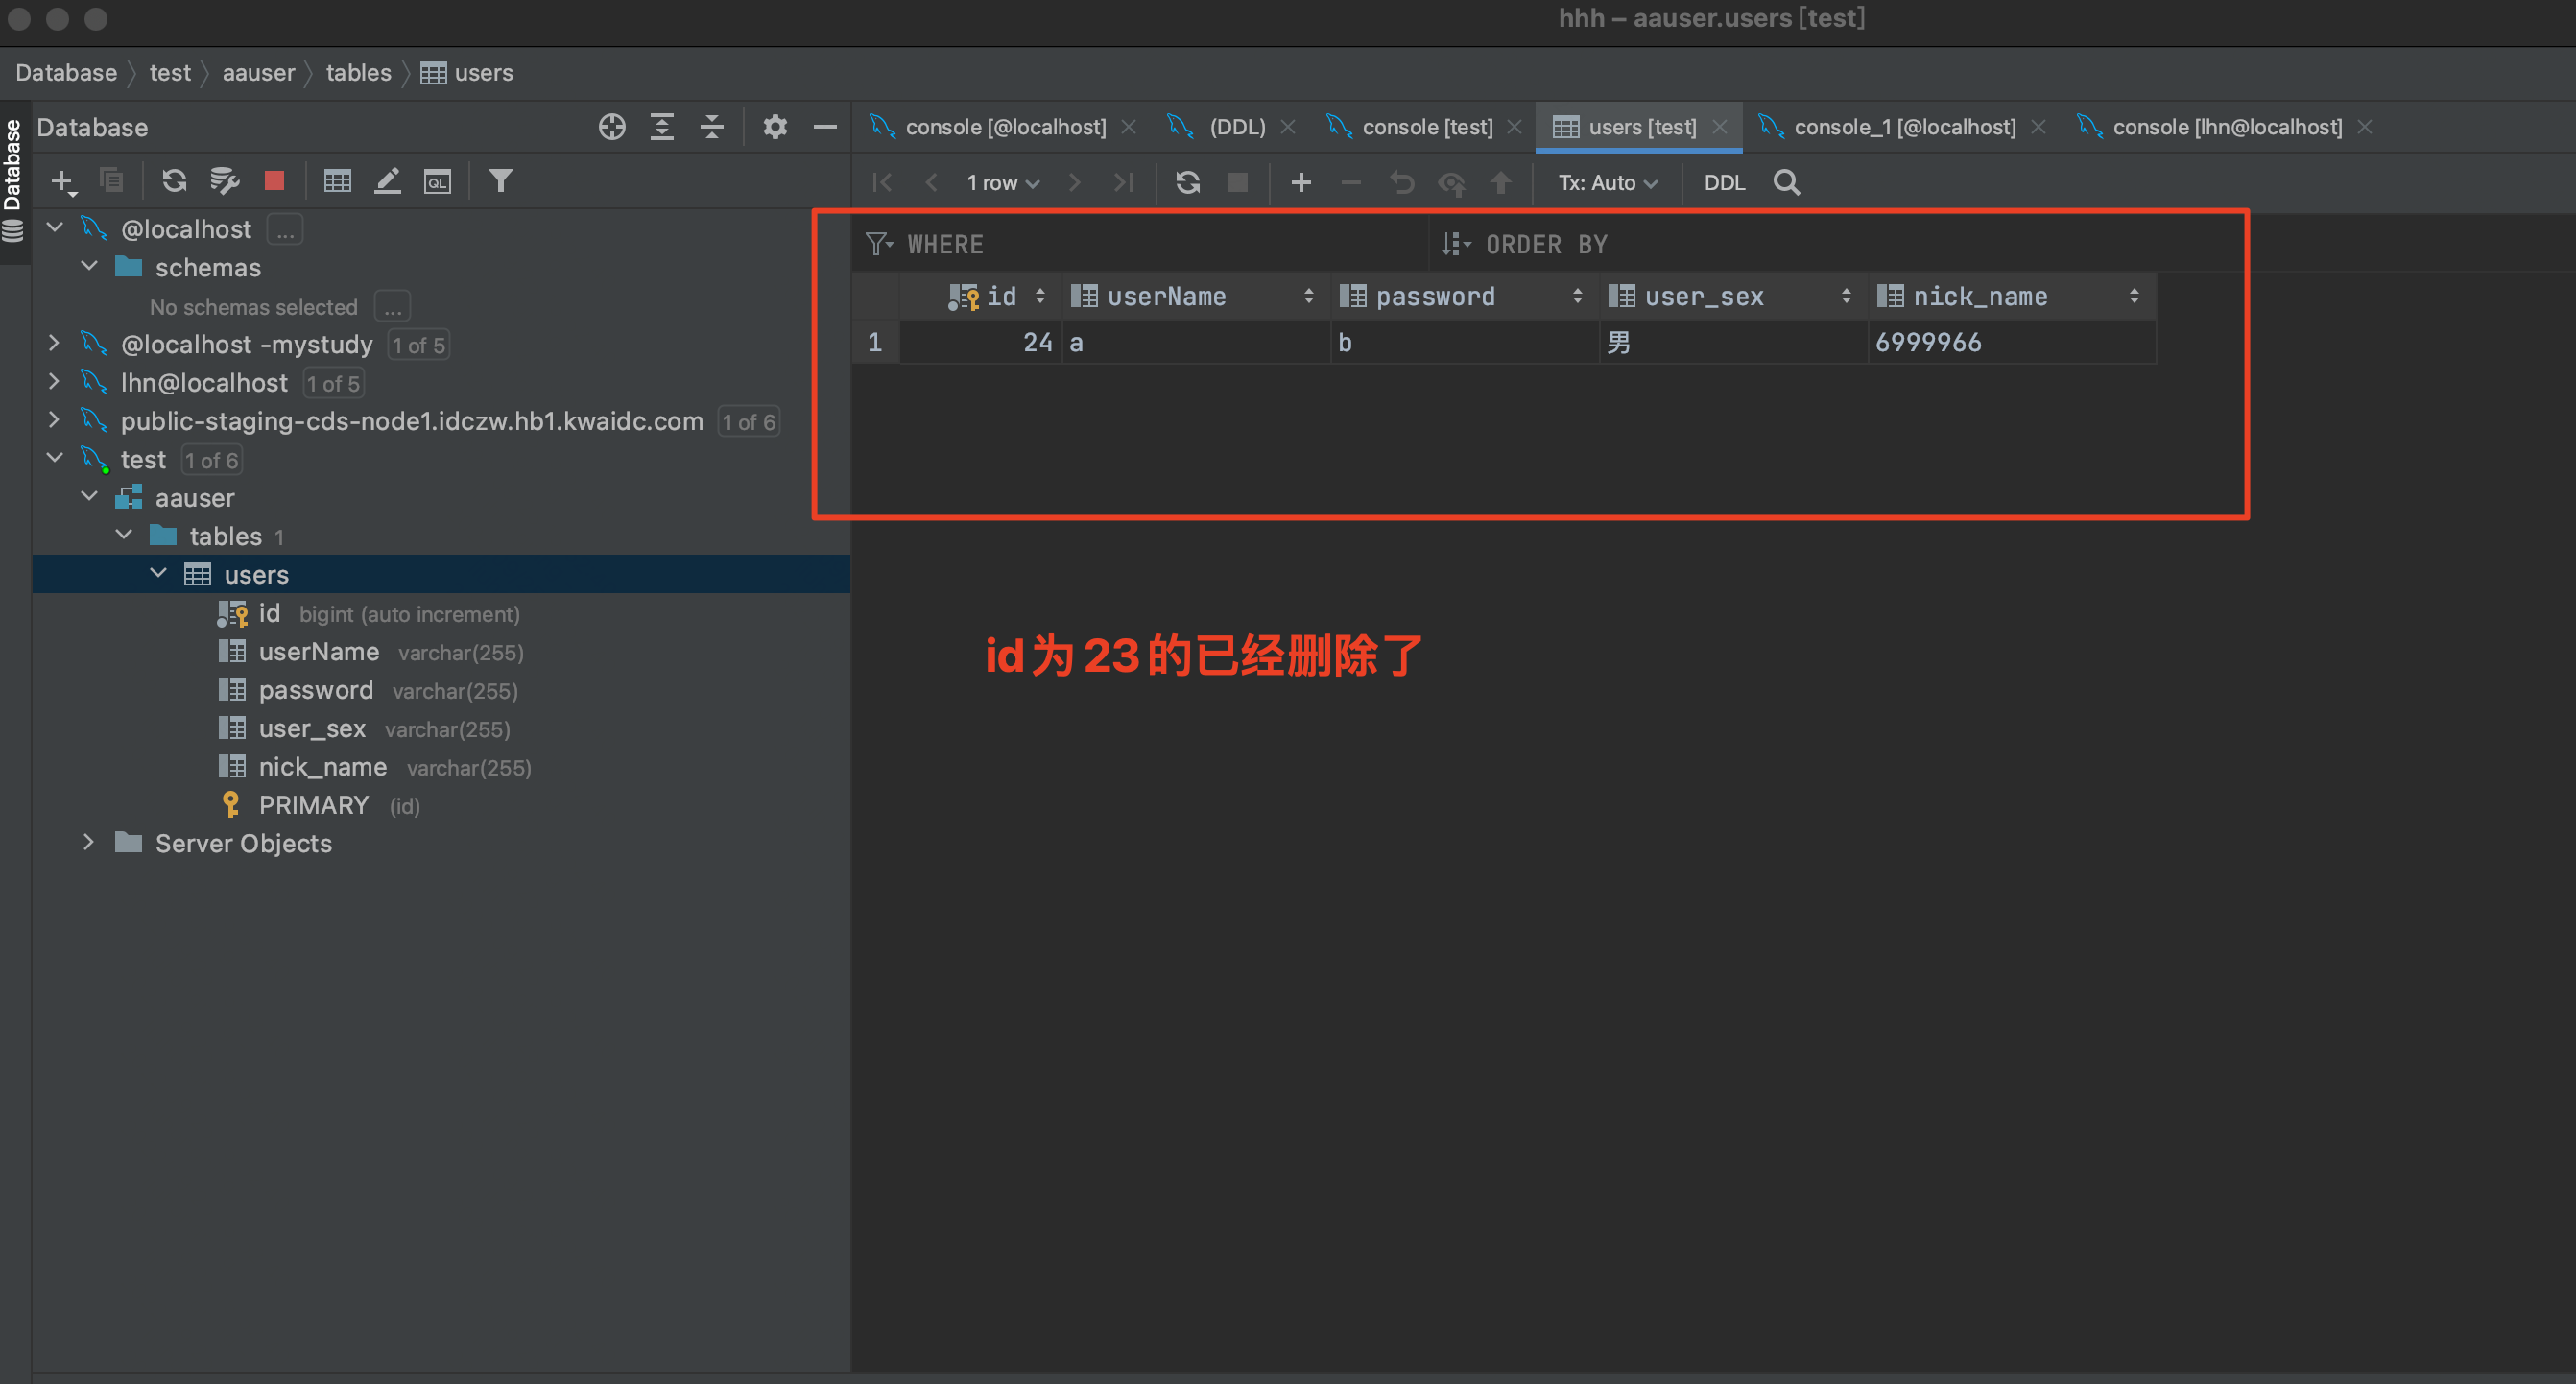 hhh – aauser.users [test]
Database test aauser tables users
Database
Database
console [@localhost] (DDL) console [test] users [test] console_1 [@localhost] console [lhn@localhost]
QL
1 row Tx: Auto DDL
@localhost ...
schemas
No schemas selected ...
@localhost -mystudy 1 of 5
lhn@localhost 1 of 5
public-staging-cds-node1.idczw.hb1.kwaidc.com 1 of 6
test 1 of 6
aauser
tables 1
users
id bigint (auto increment)
userName varchar(255)
password varchar(255)
user_sex varchar(255)
nick_name varchar(255)
PRIMARY (id)
Server Objects
WHERE ORDER BY
id userName password user_sex nick_name
1 24 a b 男 6999966
id为23的已经删除了